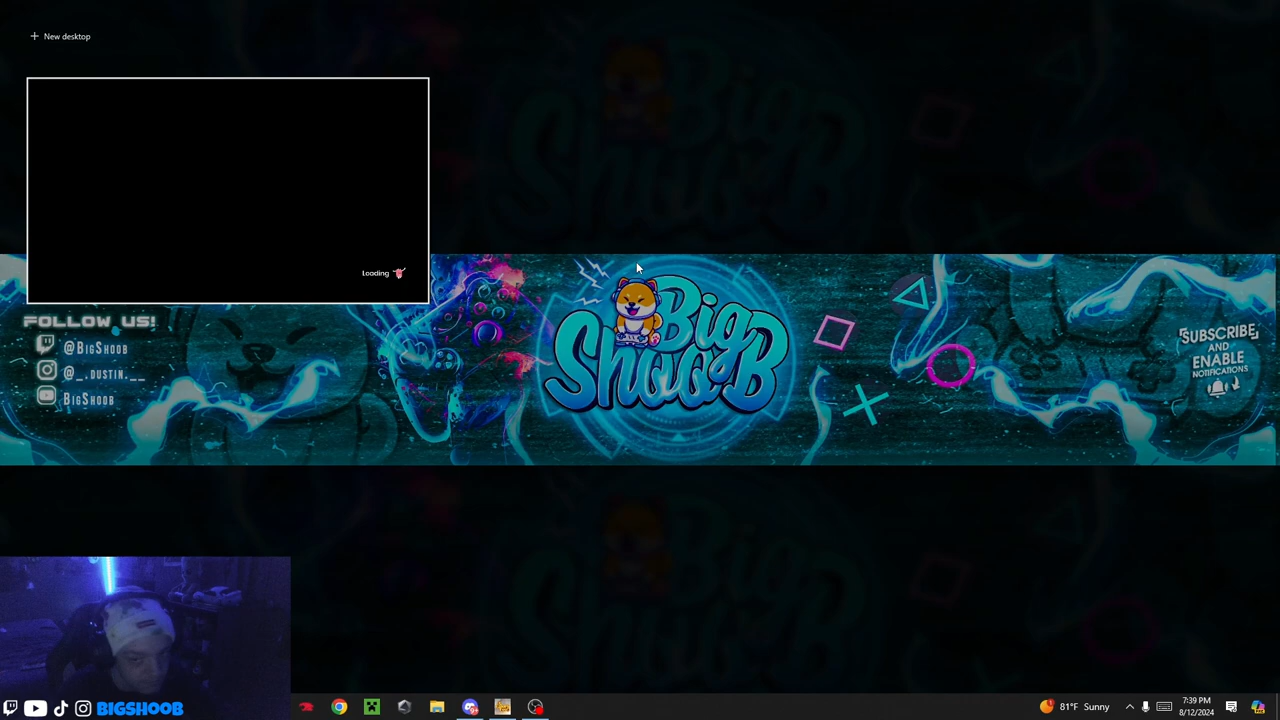 New desktop
Loading
FOLLOW US!
@BigShoob
@_.dustin.__
BigShoob
Big
ShooB
SUBSCRIBE
AND
ENABLE
NOTIFICATIONS
BIGSHOOB
81°F Sunny
7:39 PM
8/12/2024